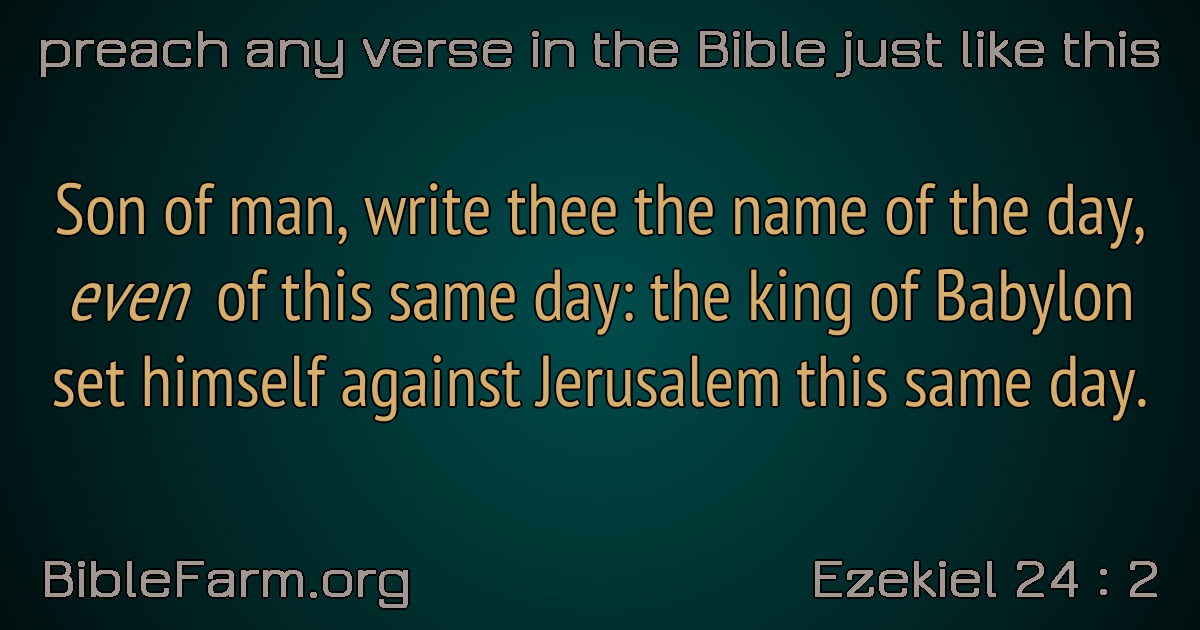 preach any verse in the Bible just like this
Son of man, write thee the name of the day,
even of this same day: the king of Babylon
set himself against Jerusalem this same day.
BibleFarm.org
Ezekiel 24 : 2